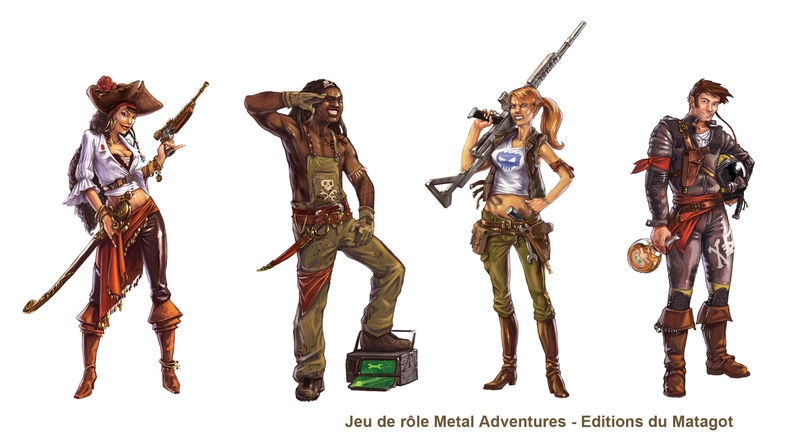 Jeu de rôle Metal Adventures - Editions du Matagot